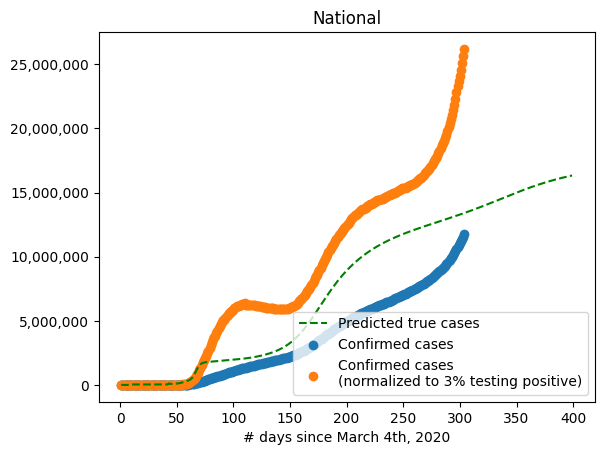 National
25,000,000
20,000,000
15,000,000
10,000,000
5,000,000
0
Predicted true cases
Confirmed cases
Confirmed cases
(normalized to 3% testing positive)
0 50 100 150 200 250 300 350 400
# days since March 4th, 2020